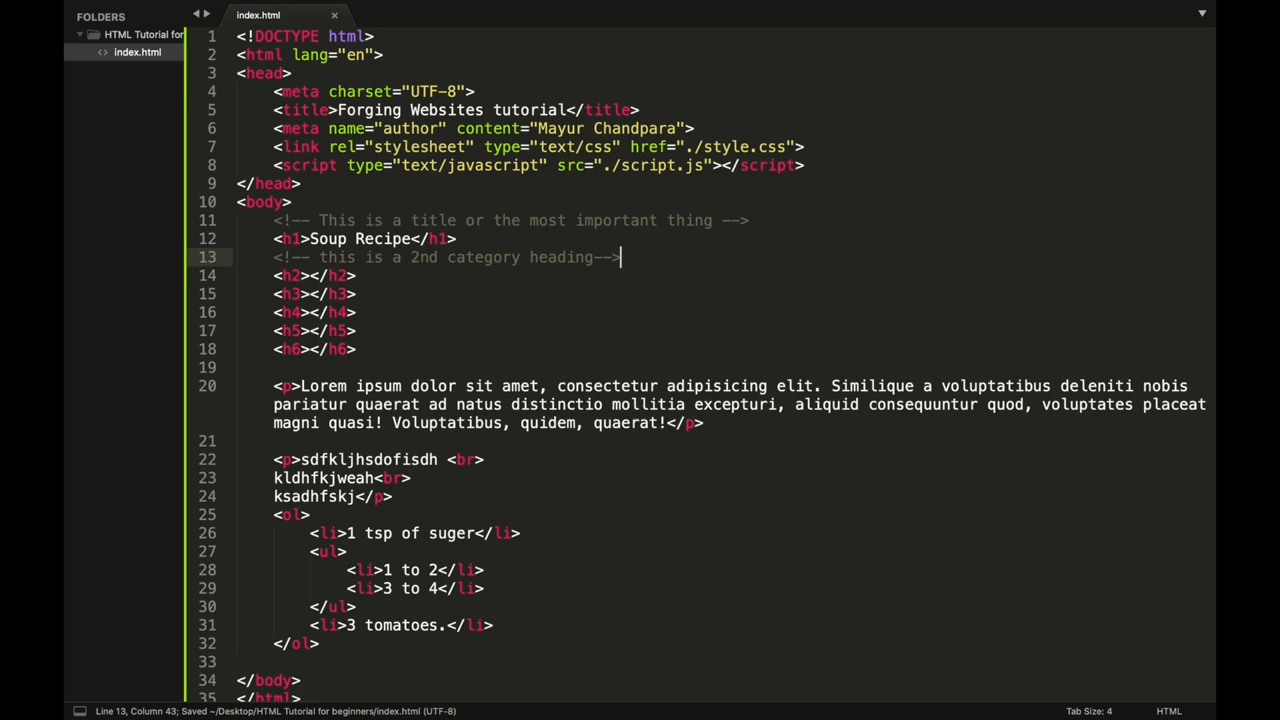 FOLDERS
HTML Tutorial for
index.html
index.html
1 <!DOCTYPE html>
2 <html lang="en">
3 <head>
4 <meta charset="UTF-8">
5 <title>Forging Websites tutorial</title>
6 <meta name="author" content="Mayur Chandpara">
7 <link rel="stylesheet" type="text/css" href="./style.css">
8 <script type="text/javascript" src="./script.js"></script>
9 </head>
10 <body>
11 <!-- This is a title or the most important thing -->
12 <h1>Soup Recipe</h1>
13 <!-- this is a 2nd category heading-->
14 <h2></h2>
15 <h3></h3>
16 <h4></h4>
17 <h5></h5>
18 <h6></h6>
19
20 <p>Lorem ipsum dolor sit amet, consectetur adipisicing elit. Similique a voluptatibus deleniti nobis
pariatur quaerat ad natus distinctio mollitia excepturi, aliquid consequuntur quod, voluptates placeat
magni quasi! Voluptatibus, quidem, quaerat!</p>
21
22 <p>sdfkljhsdofisdh <br>
23 kldhfkjweah<br>
24 ksadhfskj</p>
25 <ol>
26 <li>1 tsp of suger</li>
27 <ul>
28 <li>1 to 2</li>
29 <li>3 to 4</li>
30 </ul>
31 <li>3 tomatoes.</li>
32 </ol>
33
34 </body>
35 </html>
Line 13, Column 43; Saved ~/Desktop/HTML Tutorial for beginners/index.html (UTF-8)
Tab Size: 4
HTML